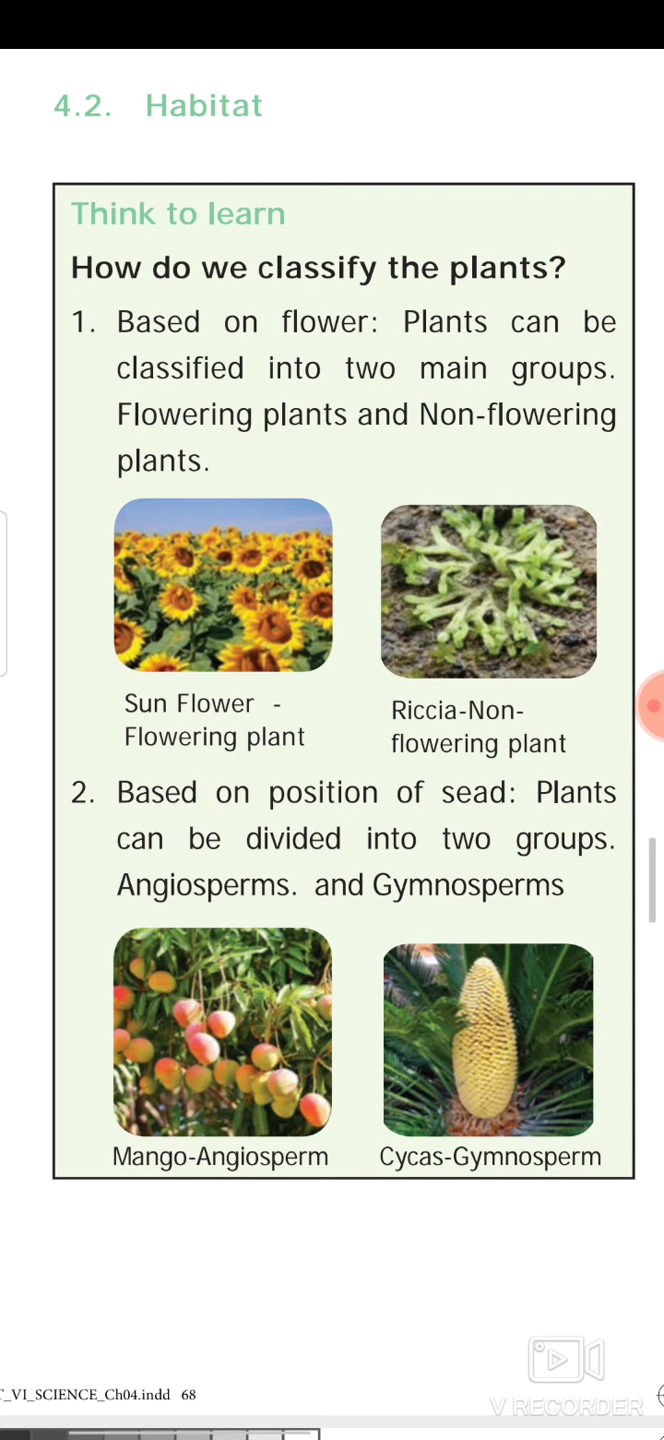 4.2. Habitat
Think to learn
How do we classify the plants?
1. Based on flower: Plants can be
classified into two main groups.
Flowering plants and Non-flowering
plants.
Sun Flower -
Flowering plant
Riccia-Non-
flowering plant
2. Based on position of sead: Plants
can be divided into two groups.
Angiosperms. and Gymnosperms
Mango-Angiosperm
Cycas-Gymnosperm
T_VI_SCIENCE_Ch04.indd 68
V RECORDER